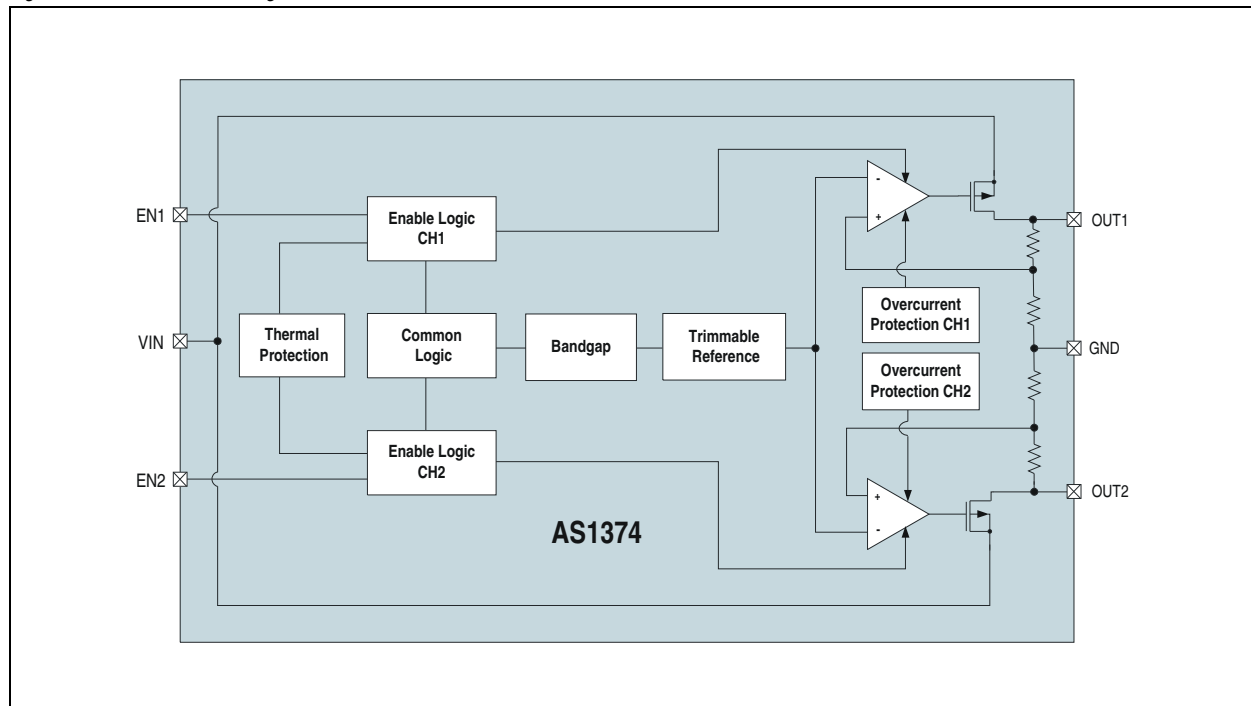 EN1
Enable Logic
CH1
-
+
OUT1
VIN
Thermal
Protection
Common
Logic
Bandgap
Trimmable
Reference
Overcurrent
Protection CH1
GND
Overcurrent
Protection CH2
EN2
Enable Logic
CH2
+
-
OUT2
AS1374